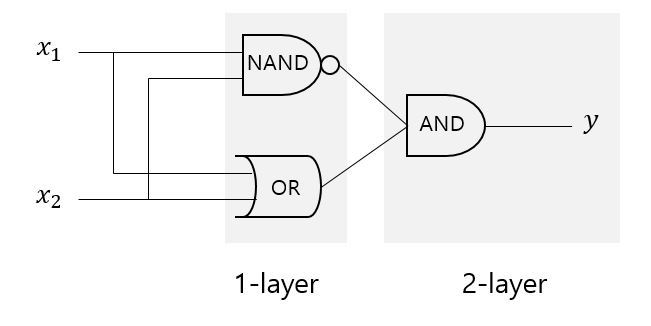 x₁
NAND
AND
y
OR
x₂
1-layer
2-layer